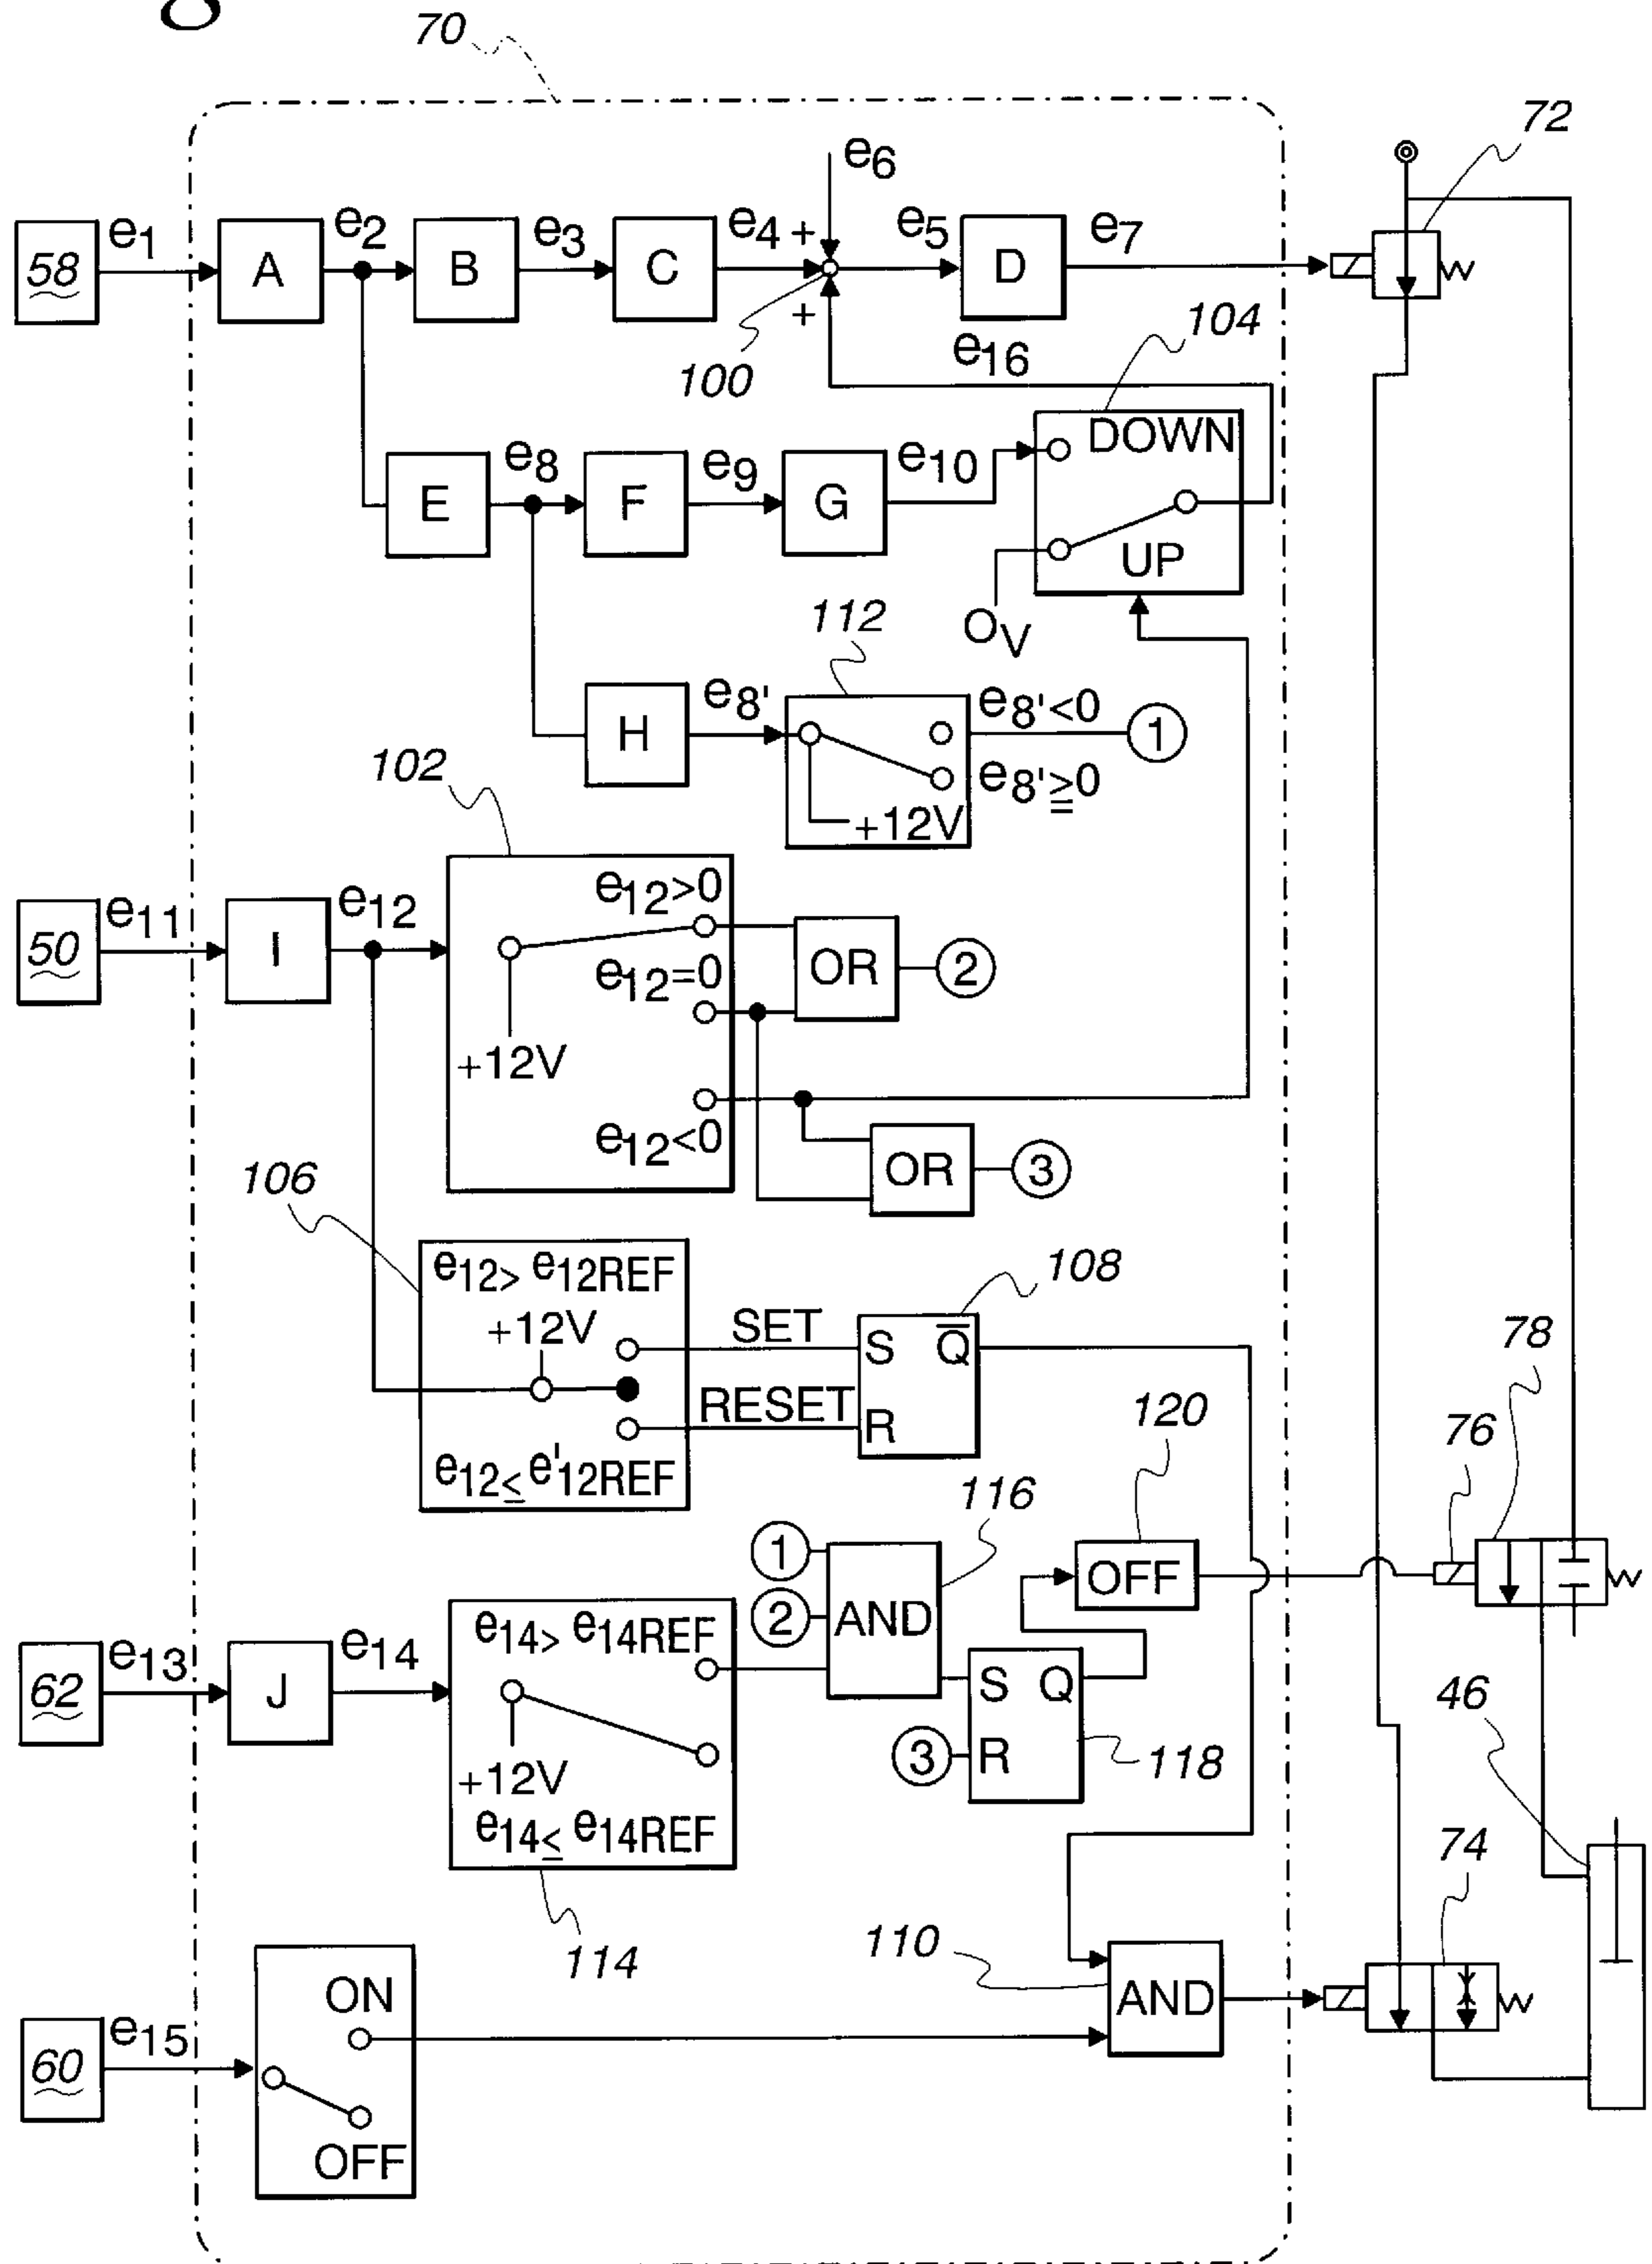 70
72
e6
58
e1
A
e2
B
e3
C
e4
+
e5
D
e7
+
100
e16
104
DOWN
E
e8
F
e9
G
e10
UP
OV
112
H
e8'
e8'<0
1
e8'≧0
+12V
102
50
e11
I
e12
e12>0
e12=0
+12V
e12<0
OR
2
OR
3
106
e12> e12REF
+12V
e12≤ e'12REF
SET
RESET
S
Q̅
R
108
78
76
120
OFF
116
1
2
AND
62
e13
J
e14
e14> e14REF
+12V
e14≤ e14REF
114
S
Q
3
R
118
46
74
110
AND
60
e15
ON
OFF